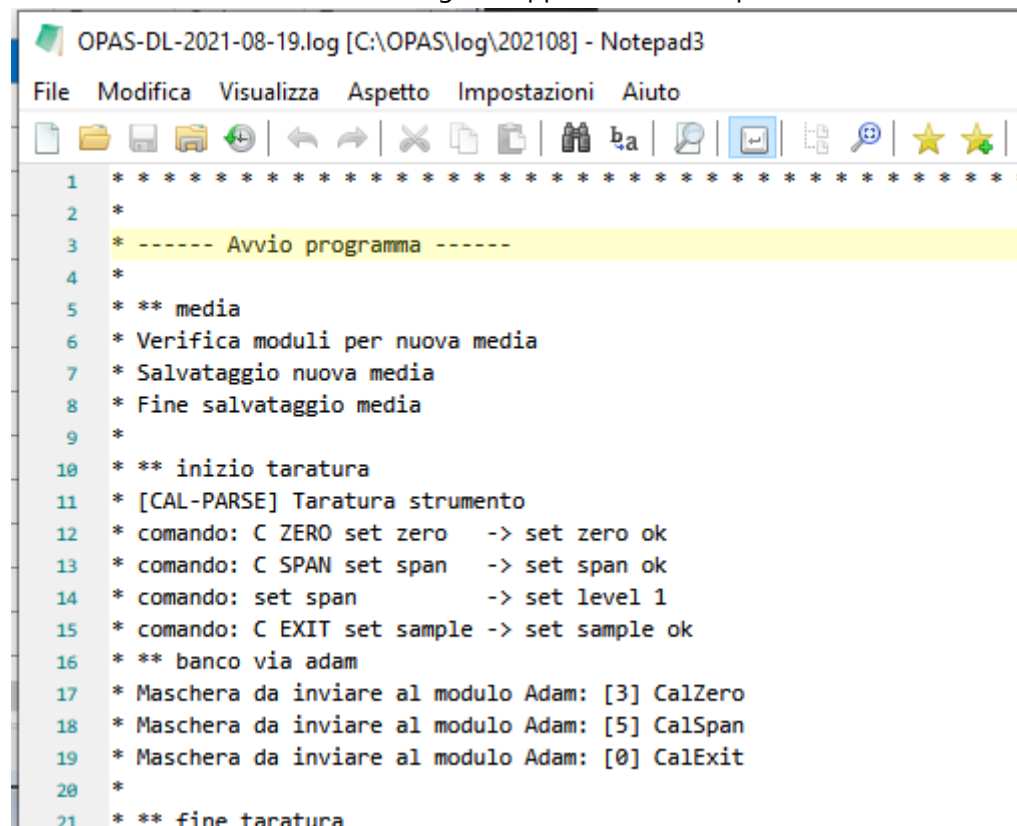 OPAS-DL-2021-08-19.log [C:\OPAS\log\202108] - Notepad3
File Modifica Visualizza Aspetto Impostazioni Aiuto
1 * * * * * * * * * * * * * * * * * * * * * * * * * * * * * * * * * * *
2 *
3 * ------ Avvio programma ------
4 *
5 * ** media
6 * Verifica moduli per nuova media
7 * Salvataggio nuova media
8 * Fine salvataggio media
9 *
10 * ** inizio taratura
11 * [CAL-PARSE] Taratura strumento
12 * comando: C ZERO set zero   -> set zero ok
13 * comando: C SPAN set span   -> set span ok
14 * comando: set span          -> set level 1
15 * comando: C EXIT set sample -> set sample ok
16 * ** banco via adam
17 * Maschera da inviare al modulo Adam: [3] CalZero
18 * Maschera da inviare al modulo Adam: [5] CalSpan
19 * Maschera da inviare al modulo Adam: [0] CalExit
20 *
21 * ** fine taratura